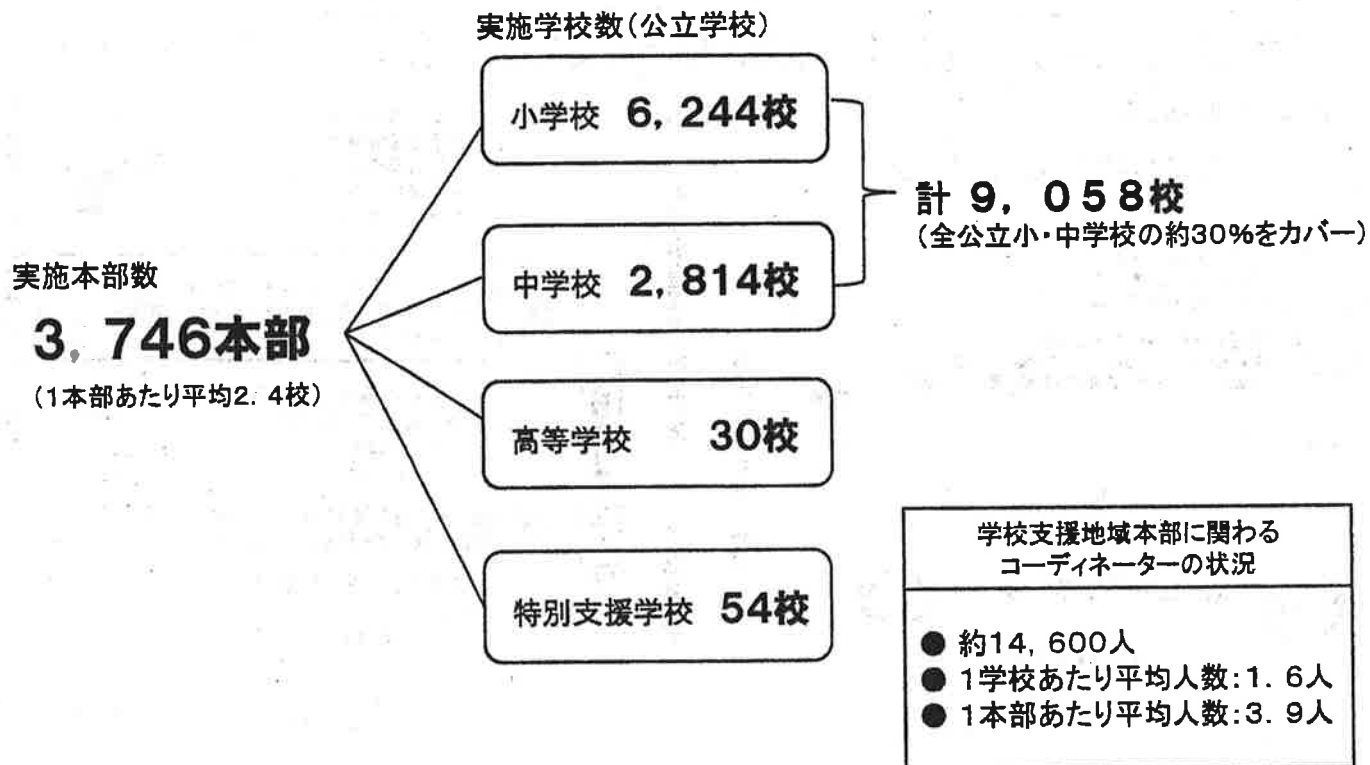 実施学校数(公立学校)
小学校 6, 244校
計 9, 058校
(全公立小・中学校の約30%をカバー)
中学校 2, 814校
実施本部数
3, 746本部
(1本部あたり平均2. 4校)
高等学校 30校
特別支援学校 54校
学校支援地域本部に関わる
コーディネーターの状況
● 約14, 600人
● 1学校あたり平均人数:1. 6人
● 1本部あたり平均人数:3. 9人